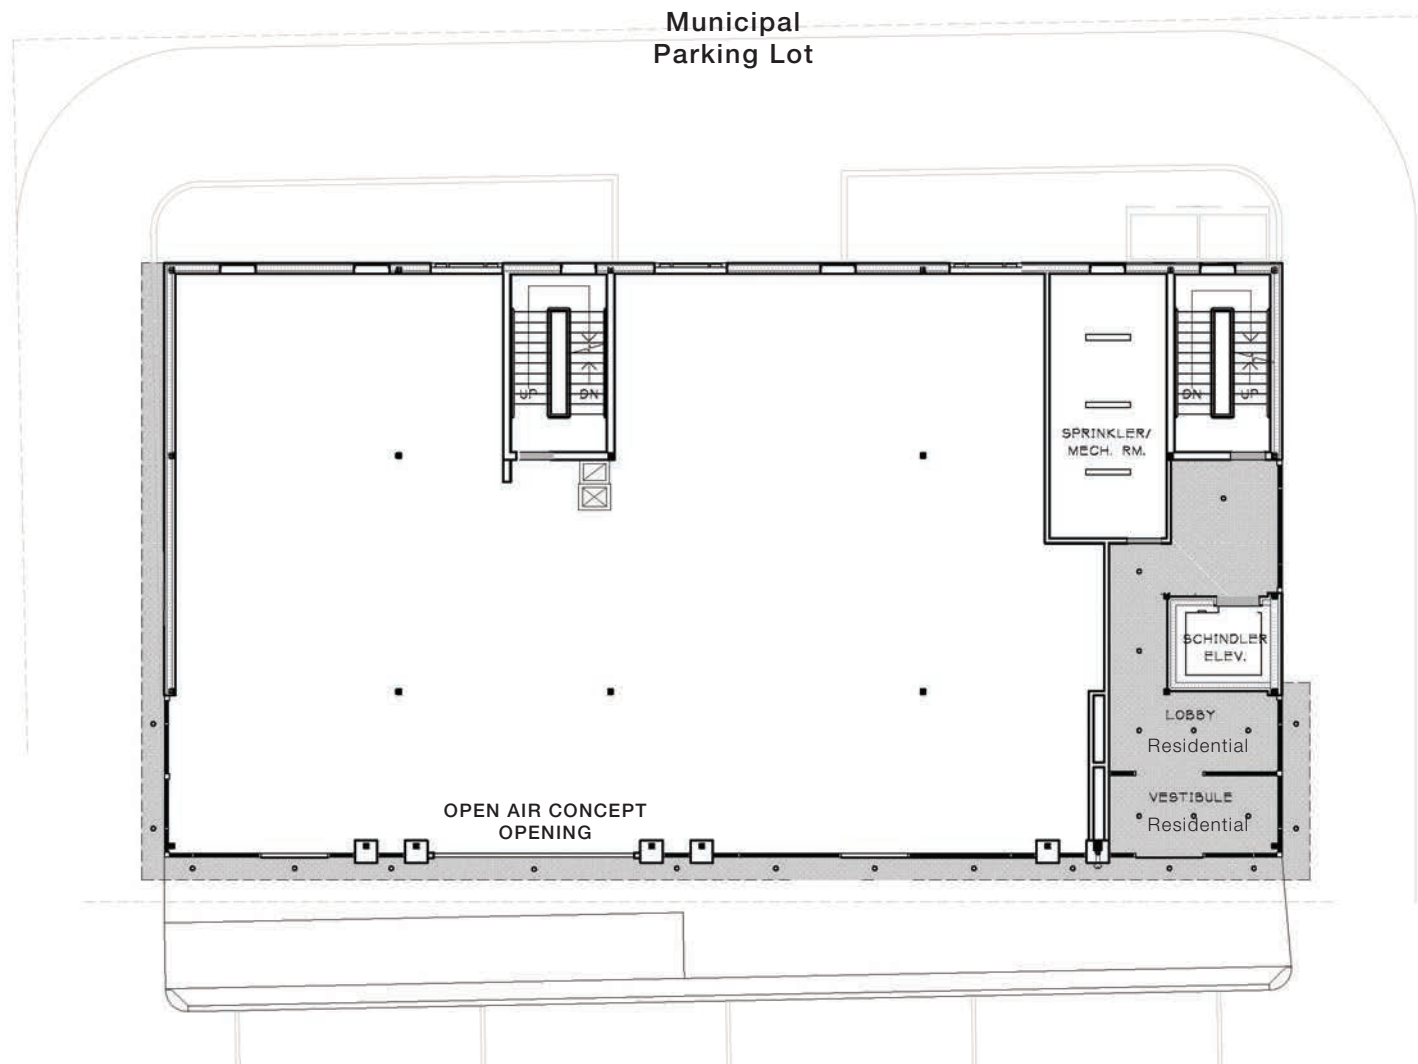 Municipal
Parking Lot
UP DN
DN UP
SPRINKLER/
MECH. RM.
SCHINDLER
ELEV.
LOBBY
Residential
VESTIBULE
Residential
OPEN AIR CONCEPT
OPENING